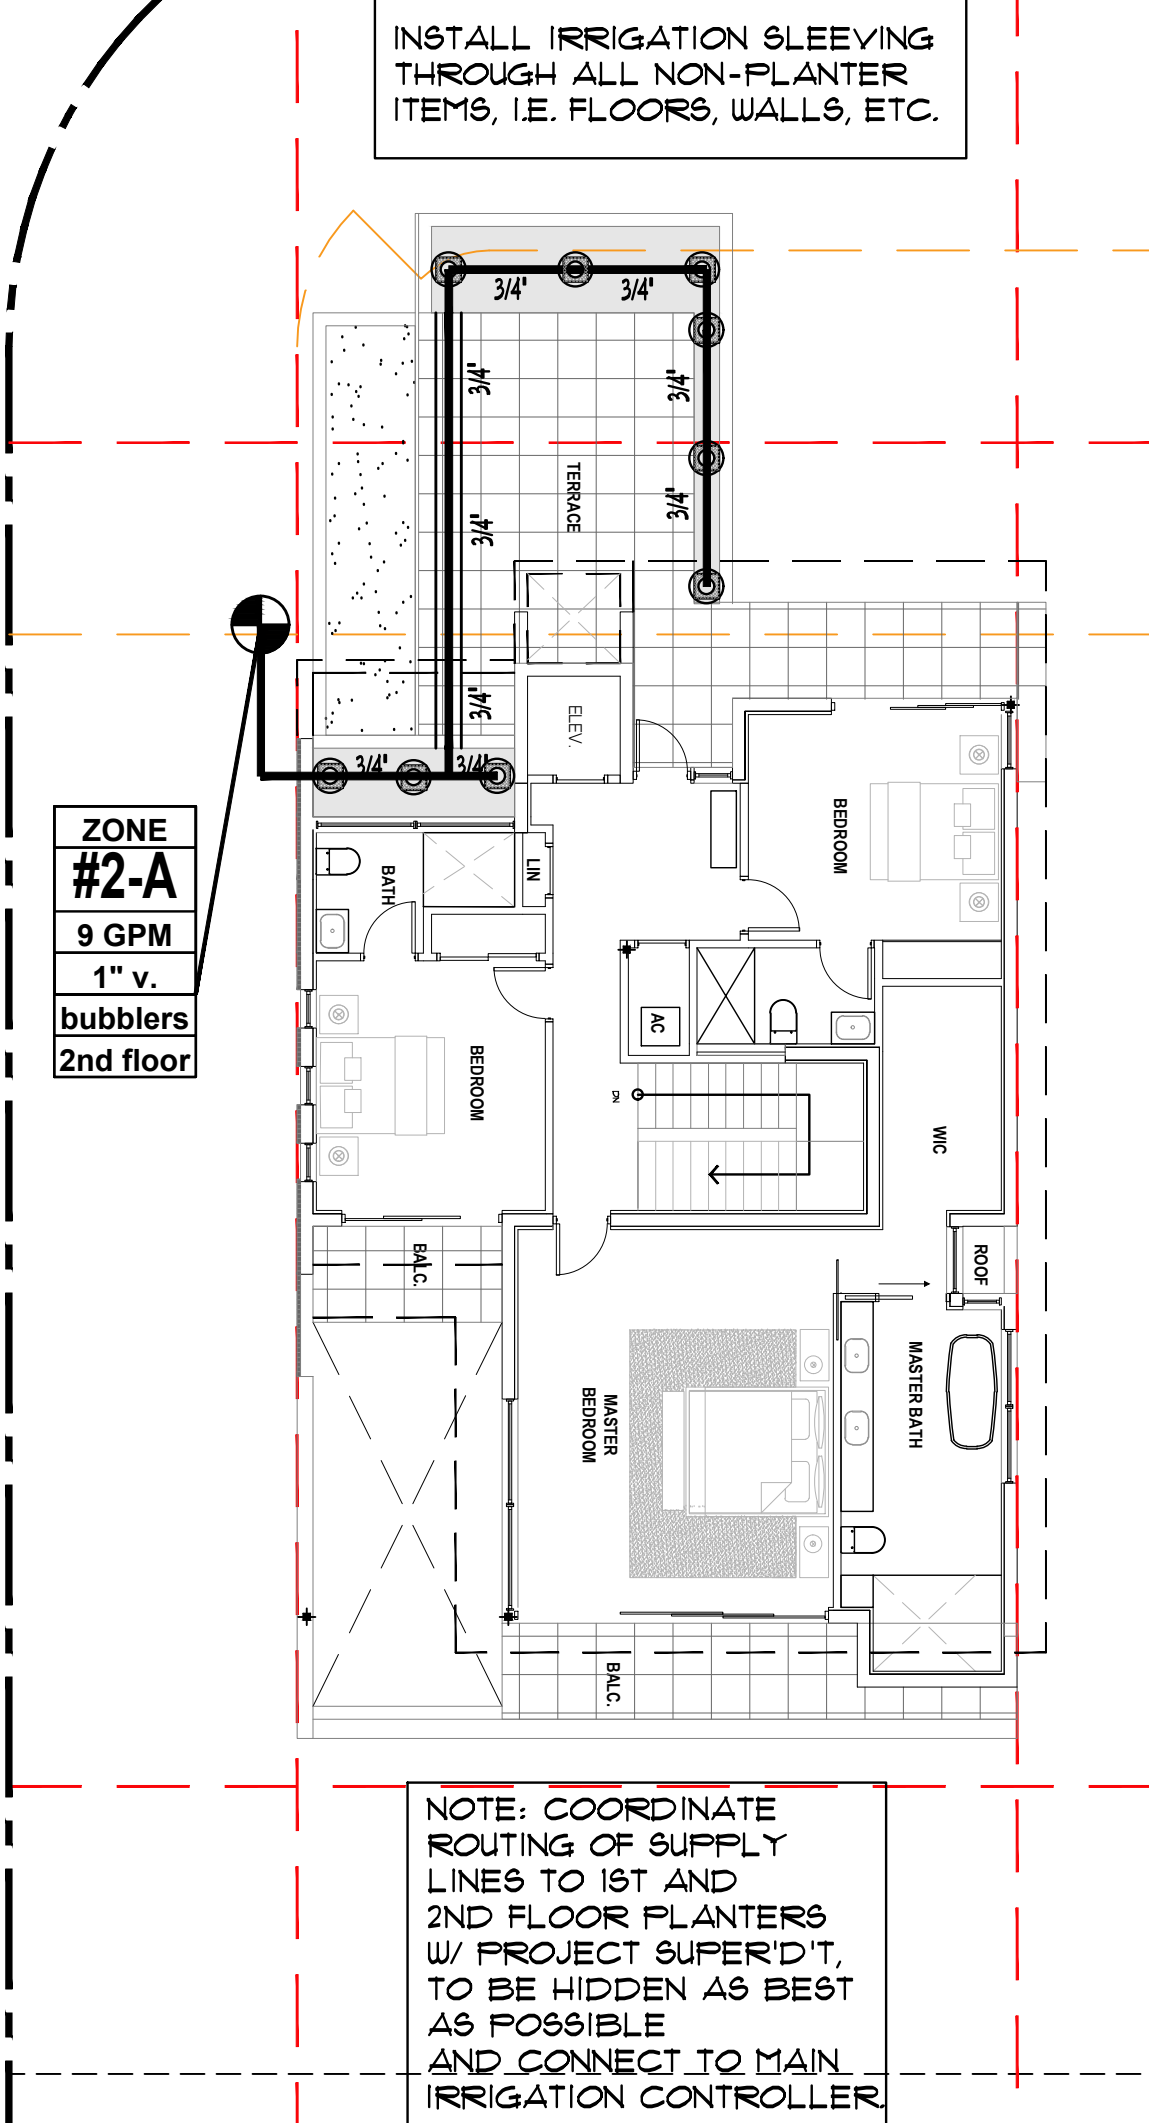 INSTALL IRRIGATION SLEEVING
THROUGH ALL NON-PLANTER
ITEMS, I.E. FLOORS, WALLS, ETC.
3/4"
3/4"
3/4"
3/4"
TERRACE
3/4"
3/4"
3/4"
ELEV.
3/4"
3/4"
ZONE
#2-A
9 GPM
1" v.
bubblers
2nd floor
BATH
LIN
BEDROOM
AC
BEDROOM
DN
WIC
BALC.
ROOF
MASTER
BEDROOM
MASTER BATH
BALC.
NOTE: COORDINATE
ROUTING OF SUPPLY
LINES TO 1ST AND
2ND FLOOR PLANTERS
W/ PROJECT SUPER'D'T,
TO BE HIDDEN AS BEST
AS POSSIBLE
AND CONNECT TO MAIN
IRRIGATION CONTROLLER.